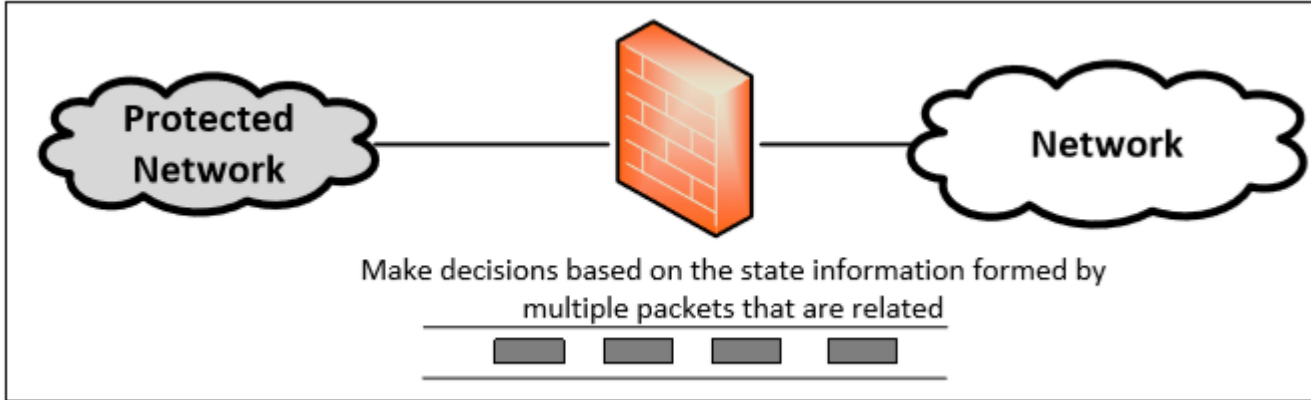 Protected
Network
Network
Make decisions based on the state information formed by
multiple packets that are related